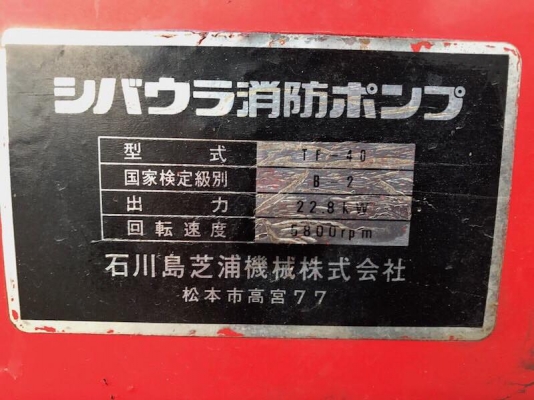 シバウラ消防ポンプ
型式 TF-40
国家検定級別 B-2
出力 22.8kW
回転速度 5800rpm
石川島芝浦機械株式会社
松本市高宮77